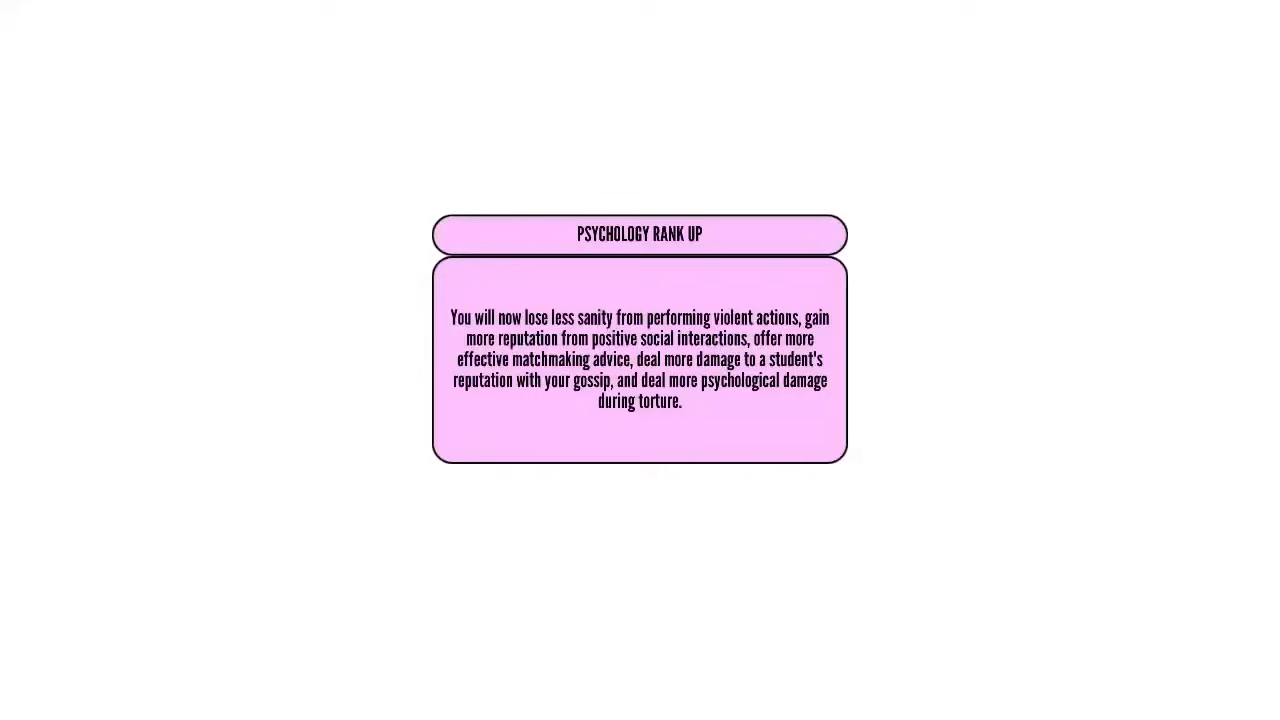 PSYCHOLOGY RANK UP
You will now lose less sanity from performing violent actions, gain
more reputation from positive social interactions, offer more
effective matchmaking advice, deal more damage to a student's
reputation with your gossip, and deal more psychological damage
during torture.